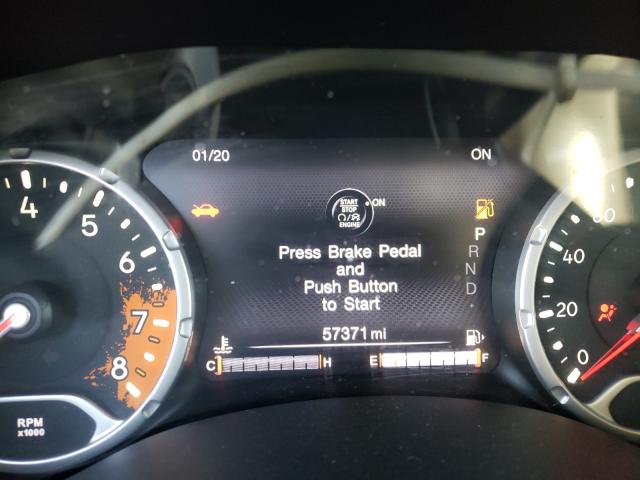 01/20
ON
START
STOP
ENGINE
ON
Press Brake Pedal
and
Push Button
to Start
P
R
N
D
57371 mi
C H
E F
4
5
6
7
8
RPM
x1000
60
40
20
0